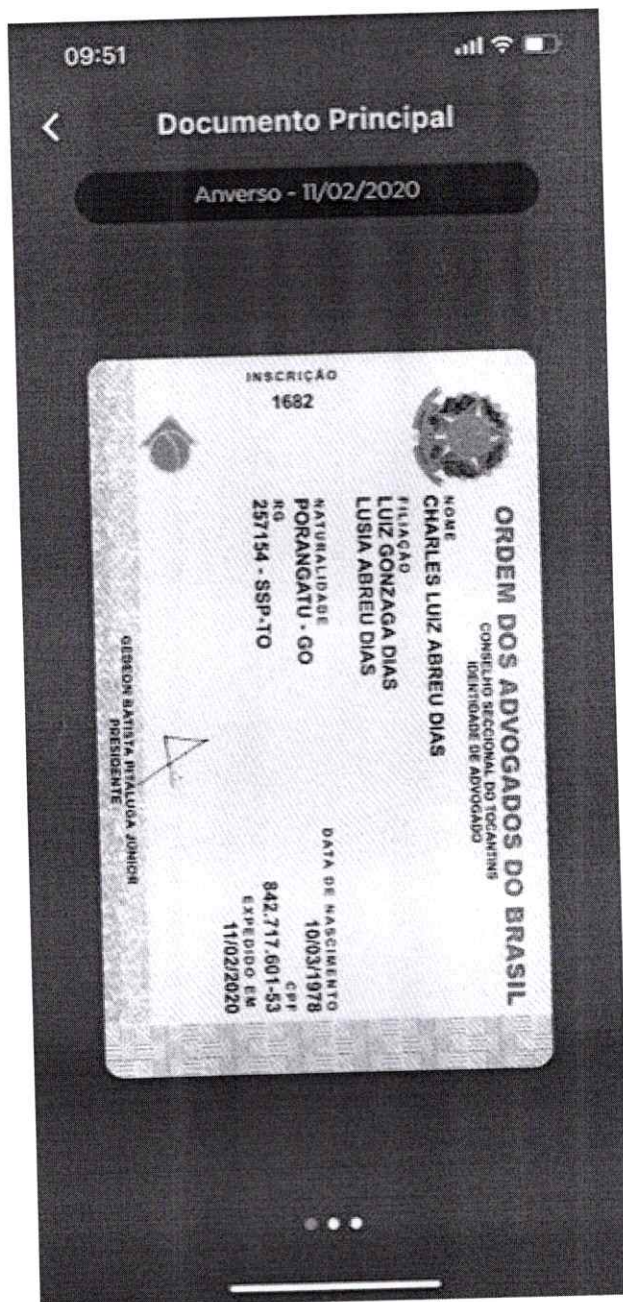 09:51
Documento Principal
Anverso - 11/02/2020
ORDEM DOS ADVOGADOS DO BRASIL
CONSELHO SECCIONAL DO TOCANTINS
IDENTIDADE DE ADVOGADO
INSCRIÇÃO
1682
NOME
CHARLES LUIZ ABREU DIAS
FILIAÇÃO
LUIZ GONZAGA DIAS
LUSIA ABREU DIAS
NATURALIDADE
PORANGATU - GO
RG
257154 - SSP-TO
DATA DE NASCIMENTO
10/03/1978
CPF
842.717.601-53
EXPEDIDO EM
11/02/2020
GEDEON BATISTA PITALUGA JUNIOR
PRESIDENTE